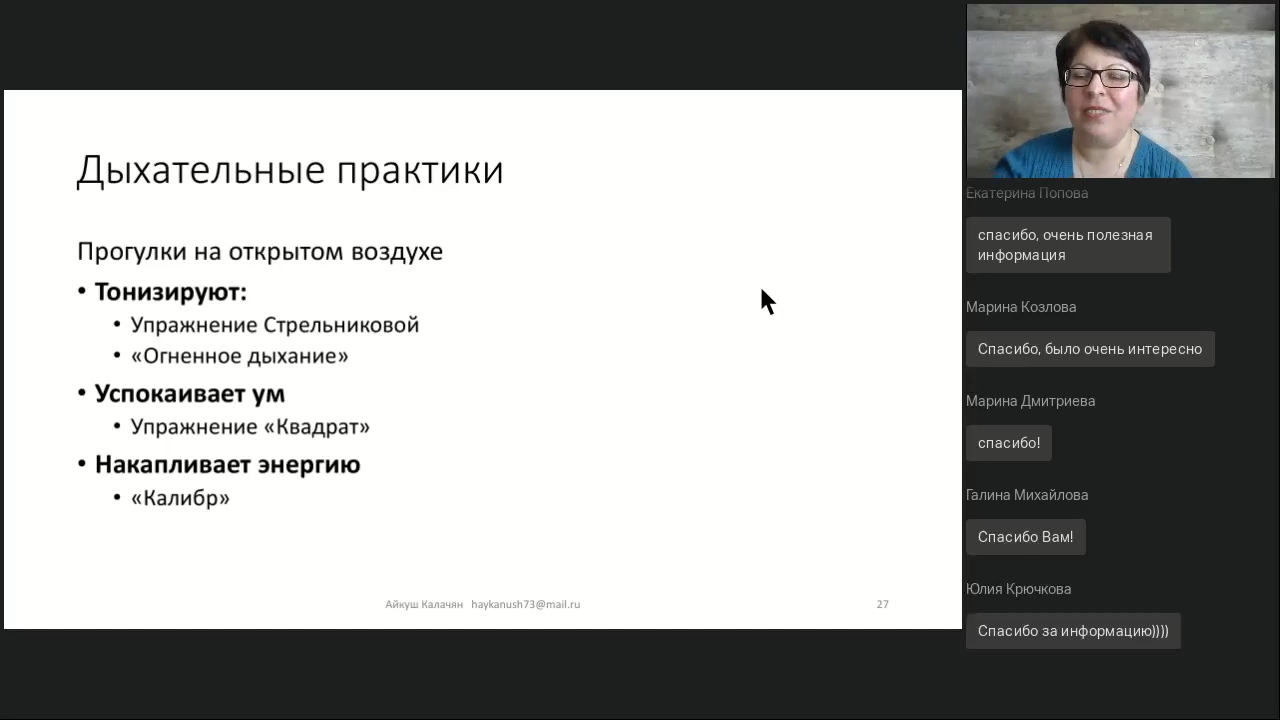 Дыхательные практики
Прогулки на открытом воздухе
• Тонизируют:
• Упражнение Стрельниковой
• «Огненное дыхание»
• Успокаивает ум
• Упражнение «Квадрат»
• Накапливает энергию
• «Калибр»
Айкуш Калачян haykanush73@mail.ru
27
Екатерина Попова
спасибо, очень полезная
информация
Марина Козлова
Спасибо, было очень интересно
Марина Дмитриева
спасибо!
Галина Михайлова
Спасибо Вам!
Юлия Крючкова
Спасибо за информацию))))